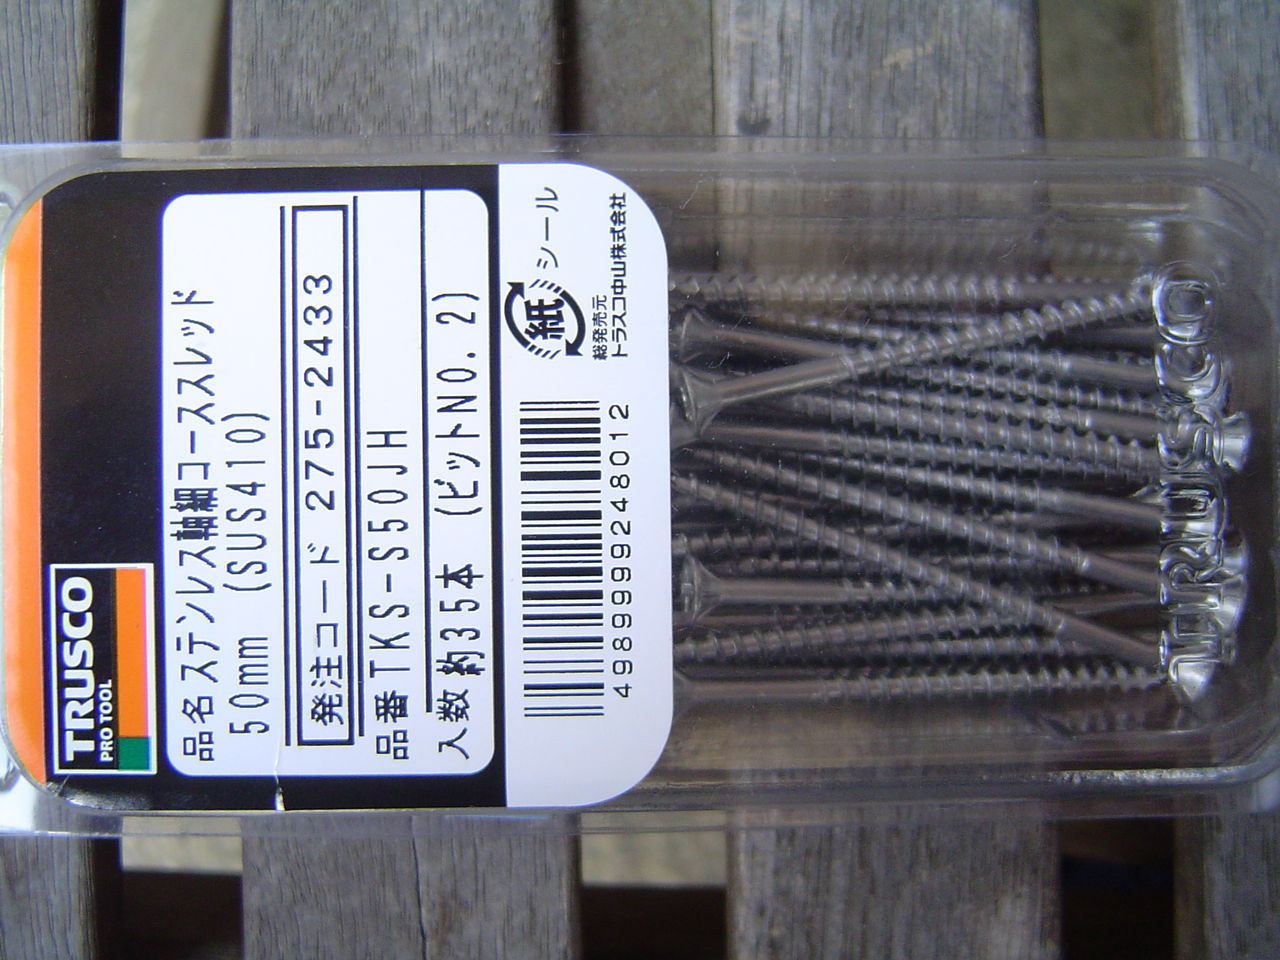 TRUSCO
PRO TOOL
品名 ステンレス軸細コーススレッド
50mm (SUS410)
発注コード 275-2433
品番 TKS-S50JH
入数 約35本 (ビットNO.2)
紙 シール
総発売元
トラスコ中山株式会社
4989999248012
TRUSCO